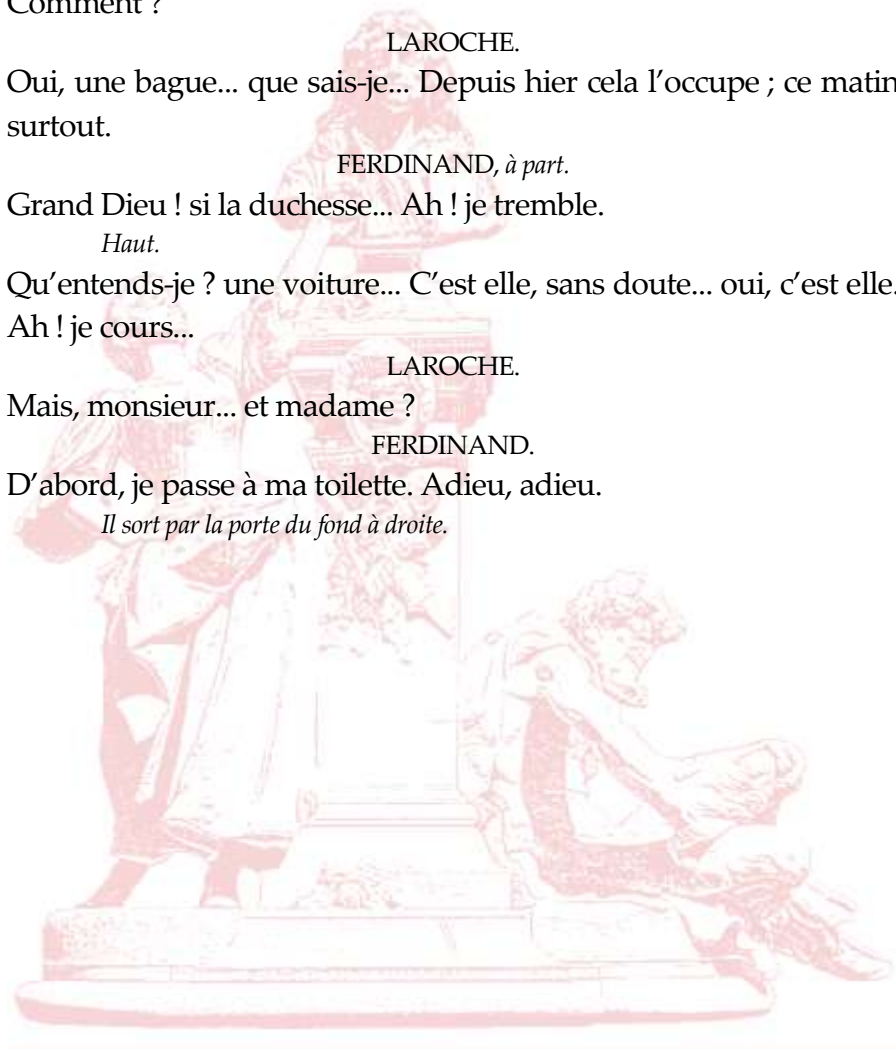 Comment ?
LAROCHE.
Oui, une bague... que sais-je... Depuis hier cela l’occupe ; ce matin
surtout.
FERDINAND, à part.
Grand Dieu ! si la duchesse... Ah ! je tremble.
Haut.
Qu’entends-je ? une voiture... C’est elle, sans doute... oui, c’est elle.
Ah ! je cours...
LAROCHE.
Mais, monsieur... et madame ?
FERDINAND.
D’abord, je passe à ma toilette. Adieu, adieu.
Il sort par la porte du fond à droite.